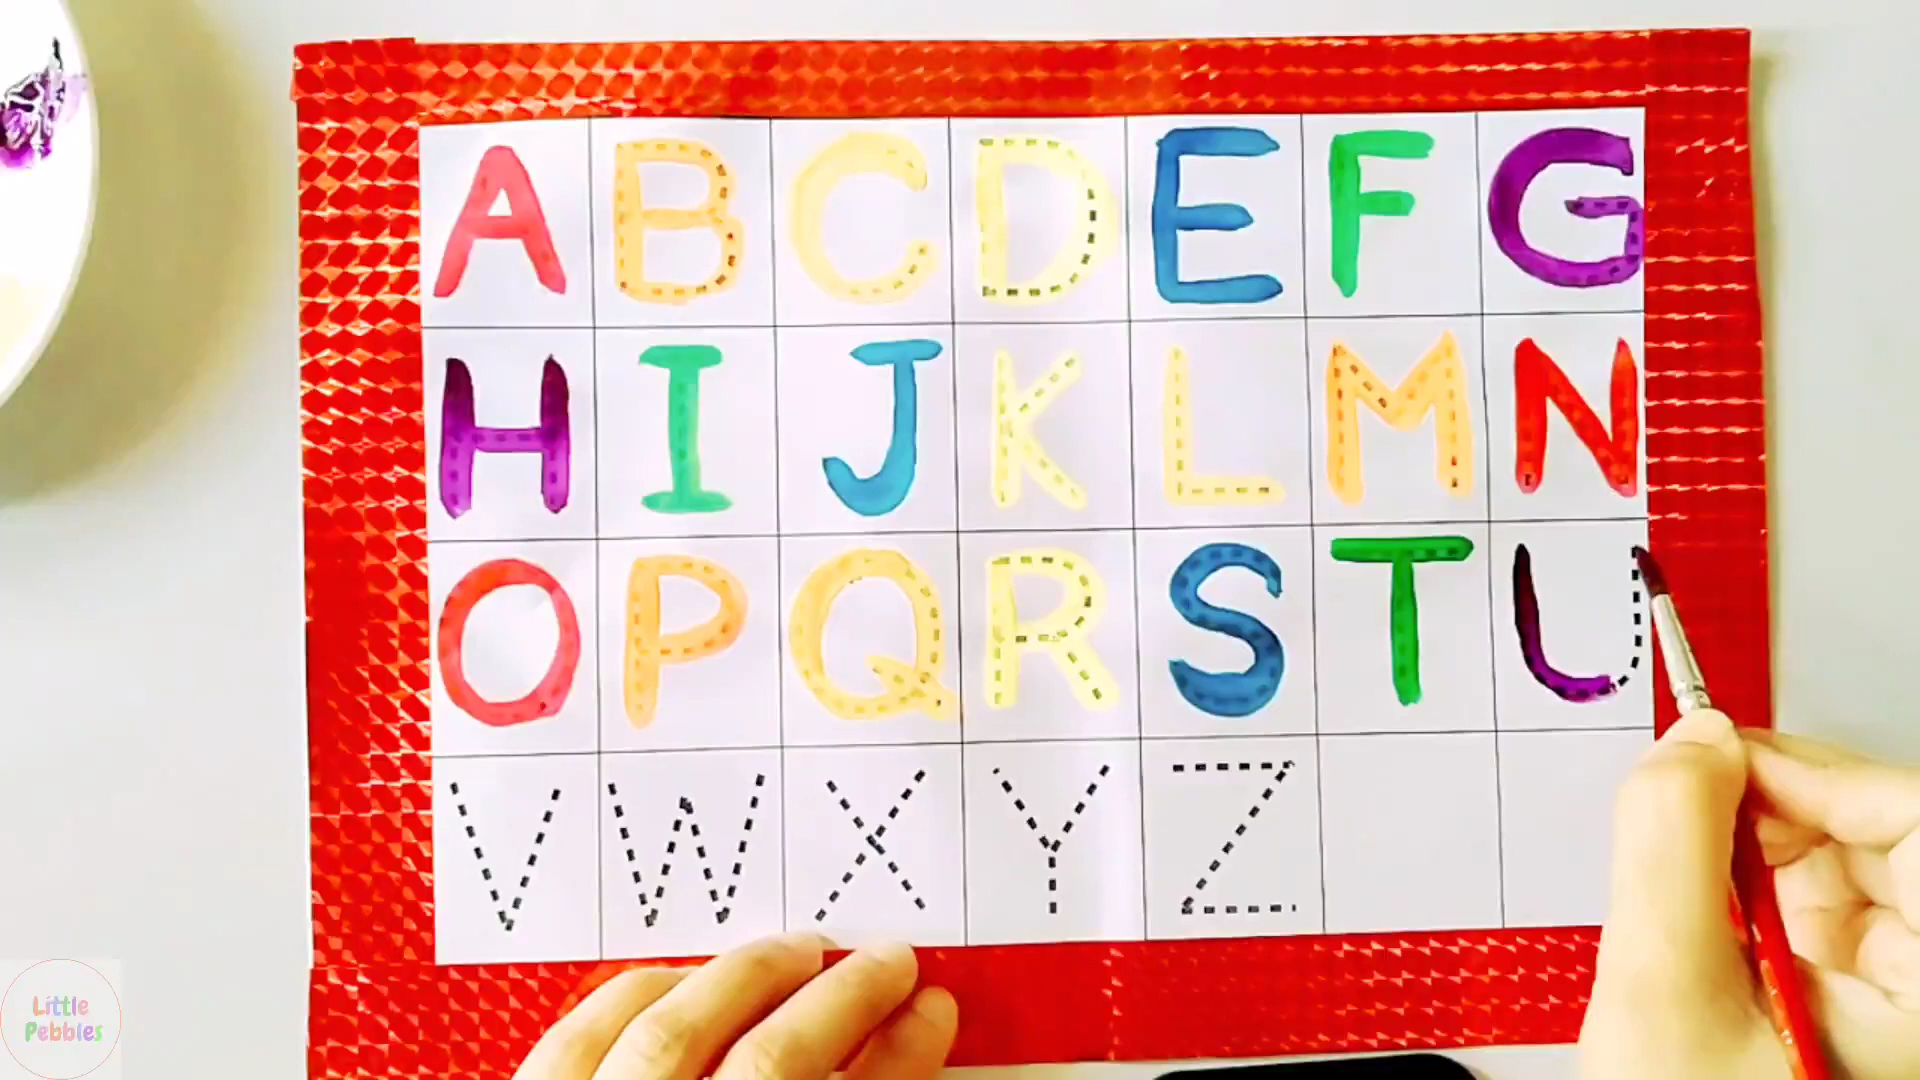 A B C D E F G
H I J K L M N
O P Q R S T U
V W X Y Z
Little
Pebbles